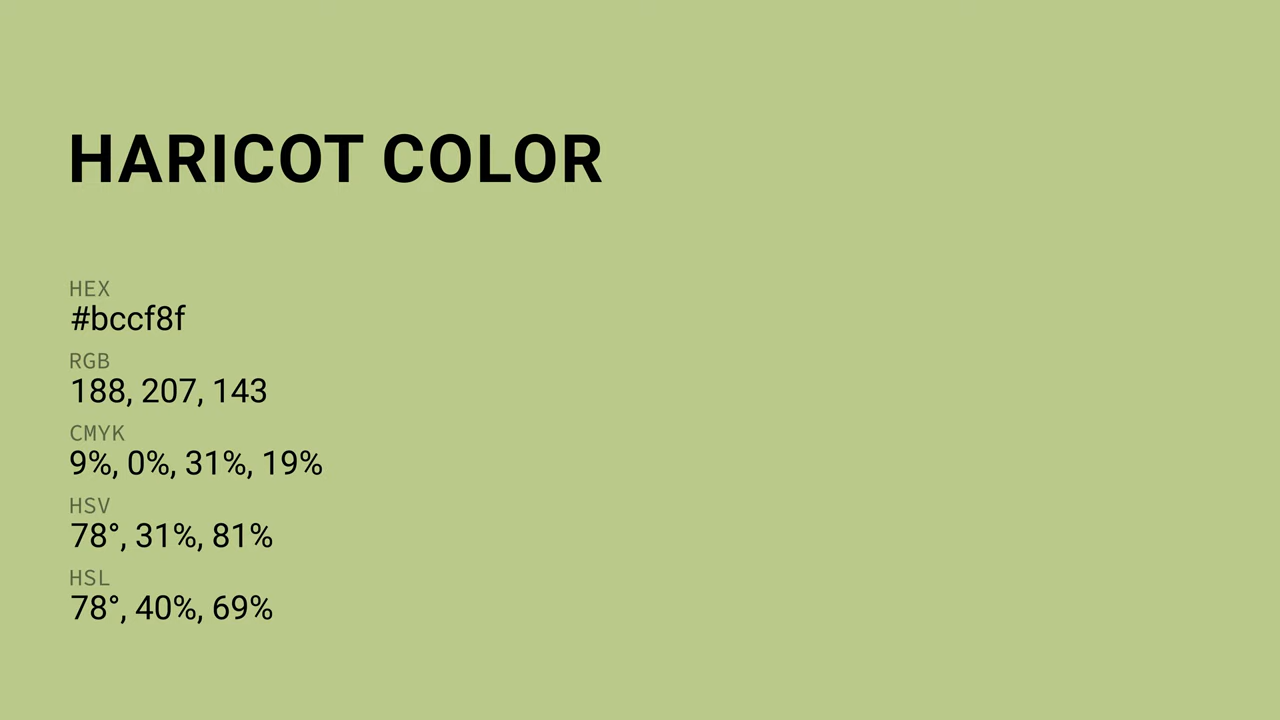 HARICOT COLOR
HEX
#bccf8f
RGB
188, 207, 143
CMYK
9%, 0%, 31%, 19%
HSV
78°, 31%, 81%
HSL
78°, 40%, 69%